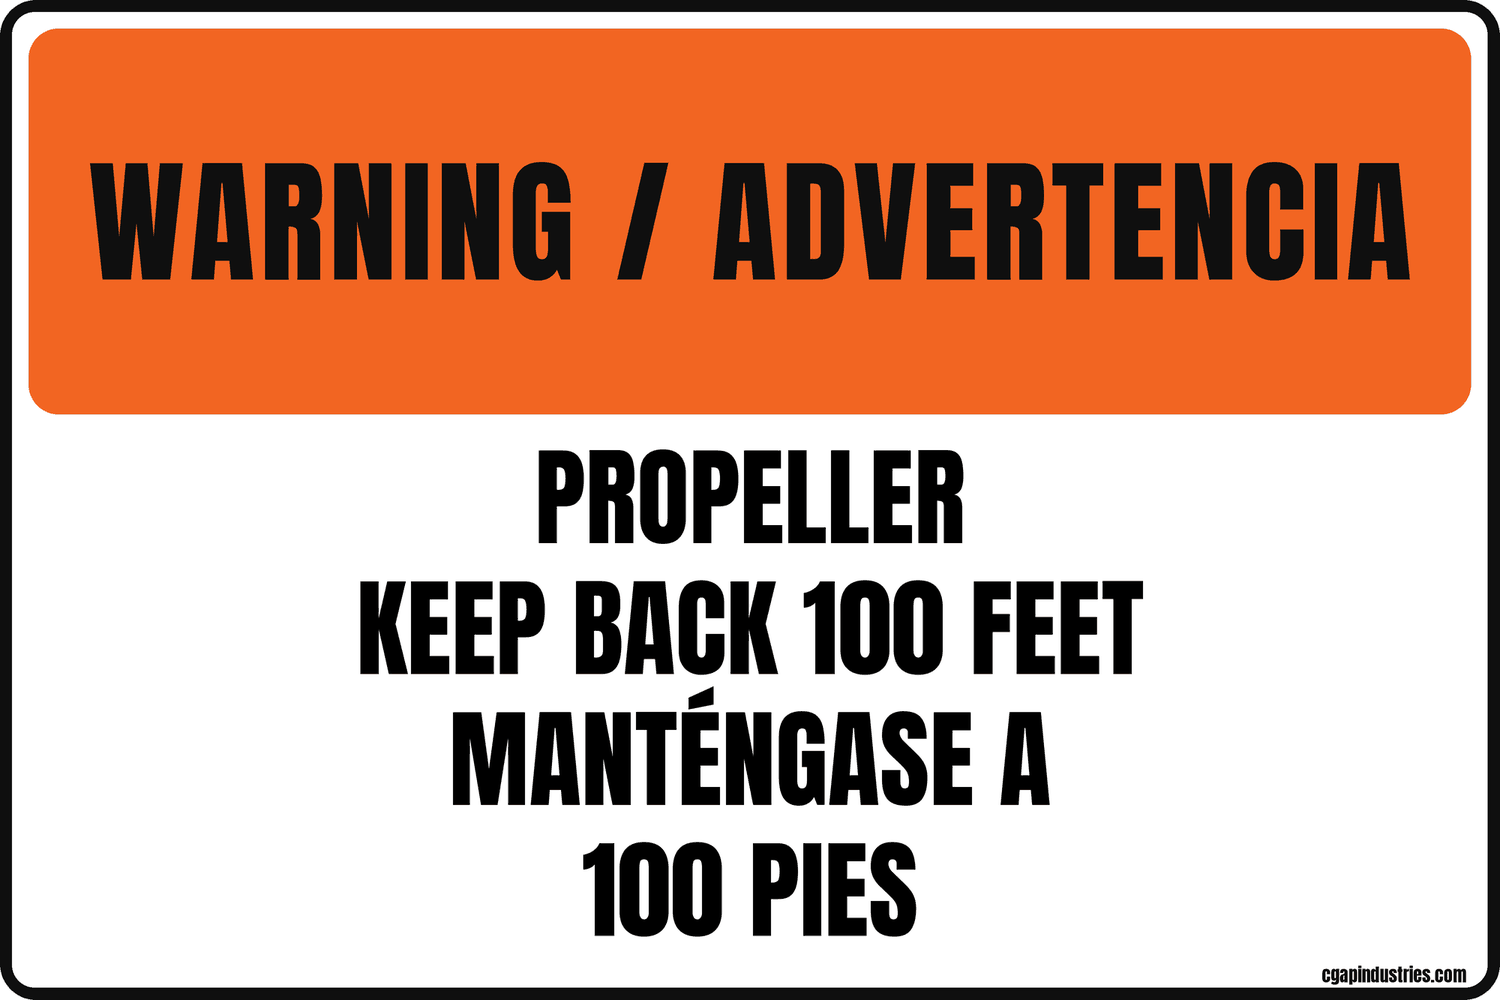 WARNING / ADVERTENCIA
PROPELLER
KEEP BACK 100 FEET
MANTÉNGASE A
100 PIES
cgapindustries.com